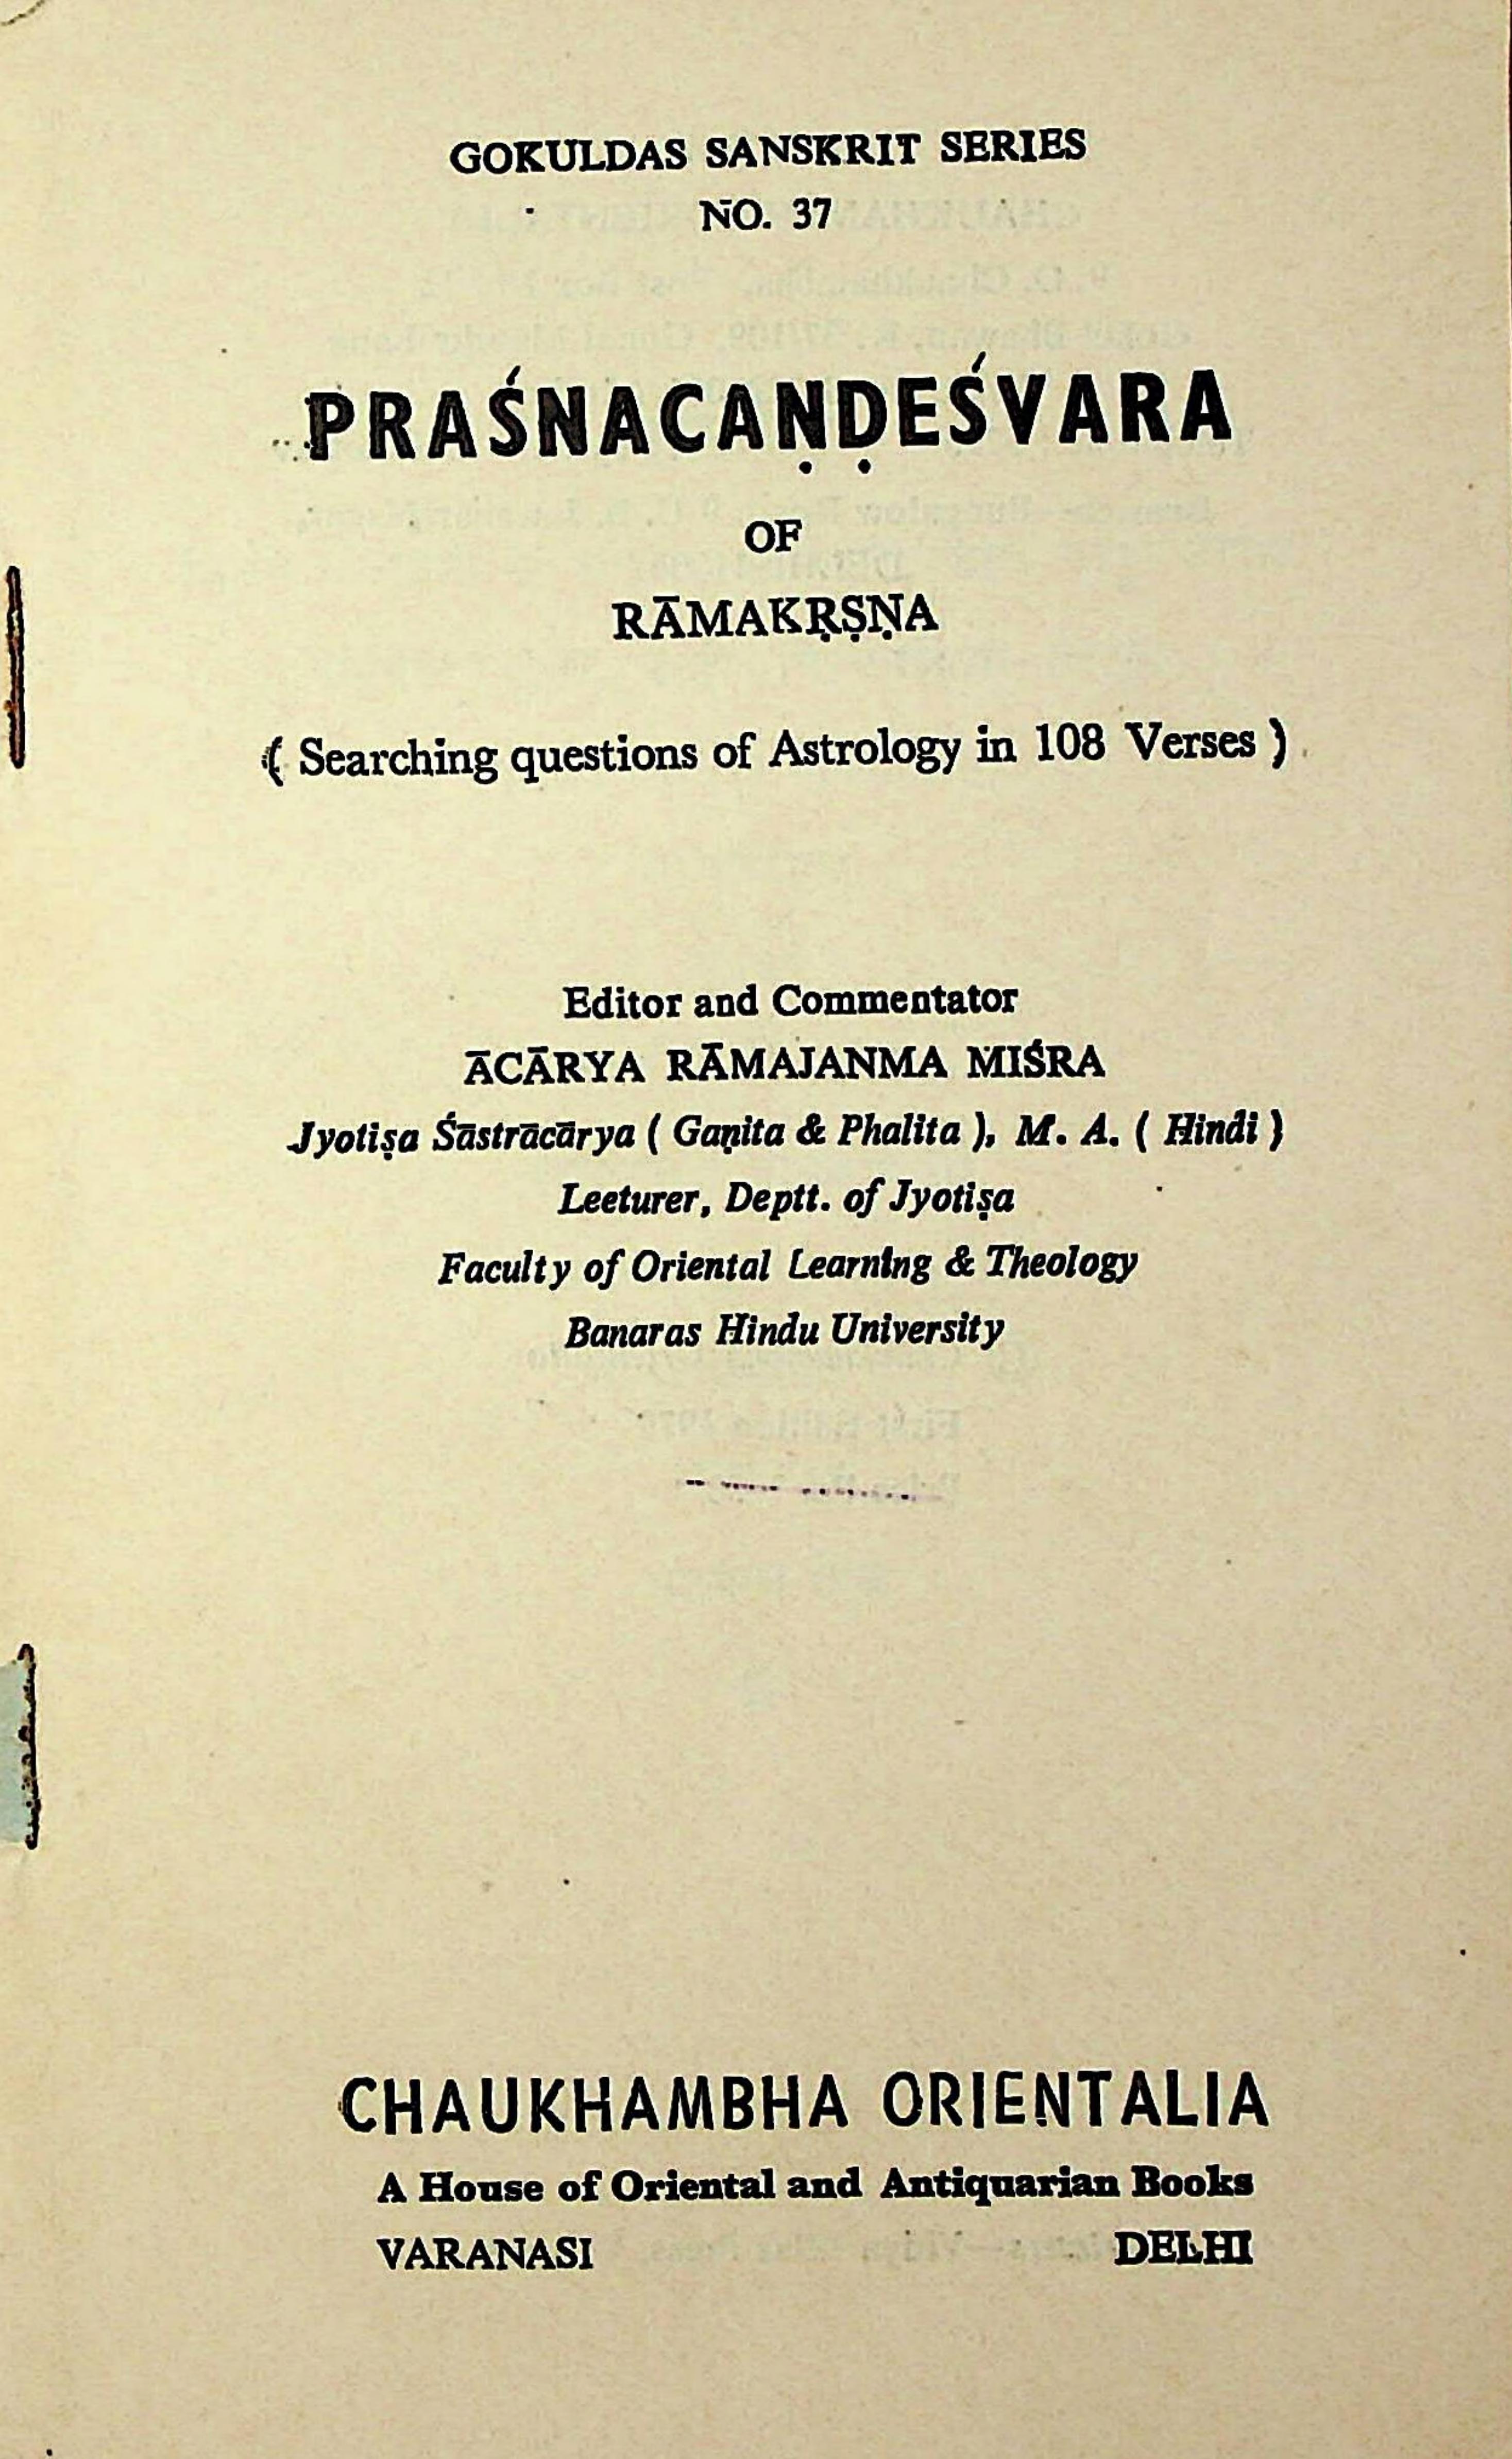 GOKULDAS SANSKRIT SERIES
NO. 37
PRAŚNACAṆḌEŚVARA
OF
RĀMAKṚṢṆA
( Searching questions of Astrology in 108 Verses )
Editor and Commentator
ĀCĀRYA RĀMAJANMA MIŚRA
Jyotiṣa Śāstrācārya ( Gaṇita & Phalita ), M. A. ( Hindi )
Leeturer, Deptt. of Jyotiṣa
Faculty of Oriental Learning & Theology
Banaras Hindu University
CHAUKHAMBHA ORIENTALIA
A House of Oriental and Antiquarian Books
VARANASI DELHI